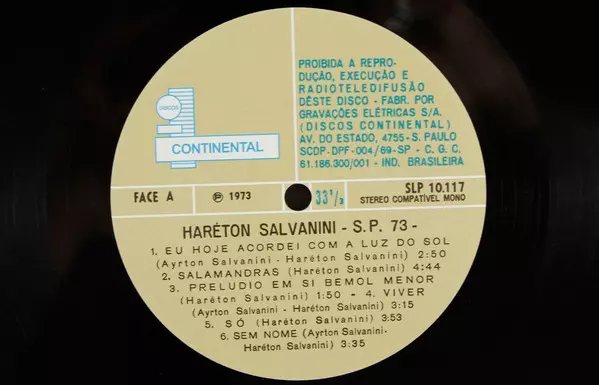 DISCOS
CONTINENTAL
PROIBIDA A REPRO-
DUÇÃO, EXECUÇÃO E
RADIOTELEDIFUSÃO
DÊSTE DISCO - FABR. POR
GRAVAÇÕES ELÉTRICAS S/A.
(DISCOS CONTINENTAL)
AV. DO ESTADO, 4755 - S. PAULO
SCDP-DPF-004/69-SP - C. G. C.
61.186.300/001 - IND. BRASILEIRA
FACE A
℗ 1973
33 1/3
SLP 10.117
STEREO COMPATÍVEL MONO
HARÉTON SALVANINI - S.P. 73 -
1. EU HOJE ACORDEI COM A LUZ DO SOL
(Ayrton Salvanini - Haréton Salvanini) 2:50
2. SALAMANDRAS (Haréton Salvanini) 4:44
3. PRELUDIO EM SI BEMOL MENOR
(Haréton Salvanini) 1:50 - 4. VIVER
(Ayrton Salvanini - Haréton Salvanini) 3:15
5. SÓ (Haréton Salvanini) 3:53
6. SEM NOME (Ayrton Salvanini-
Haréton Salvanini) 3:35